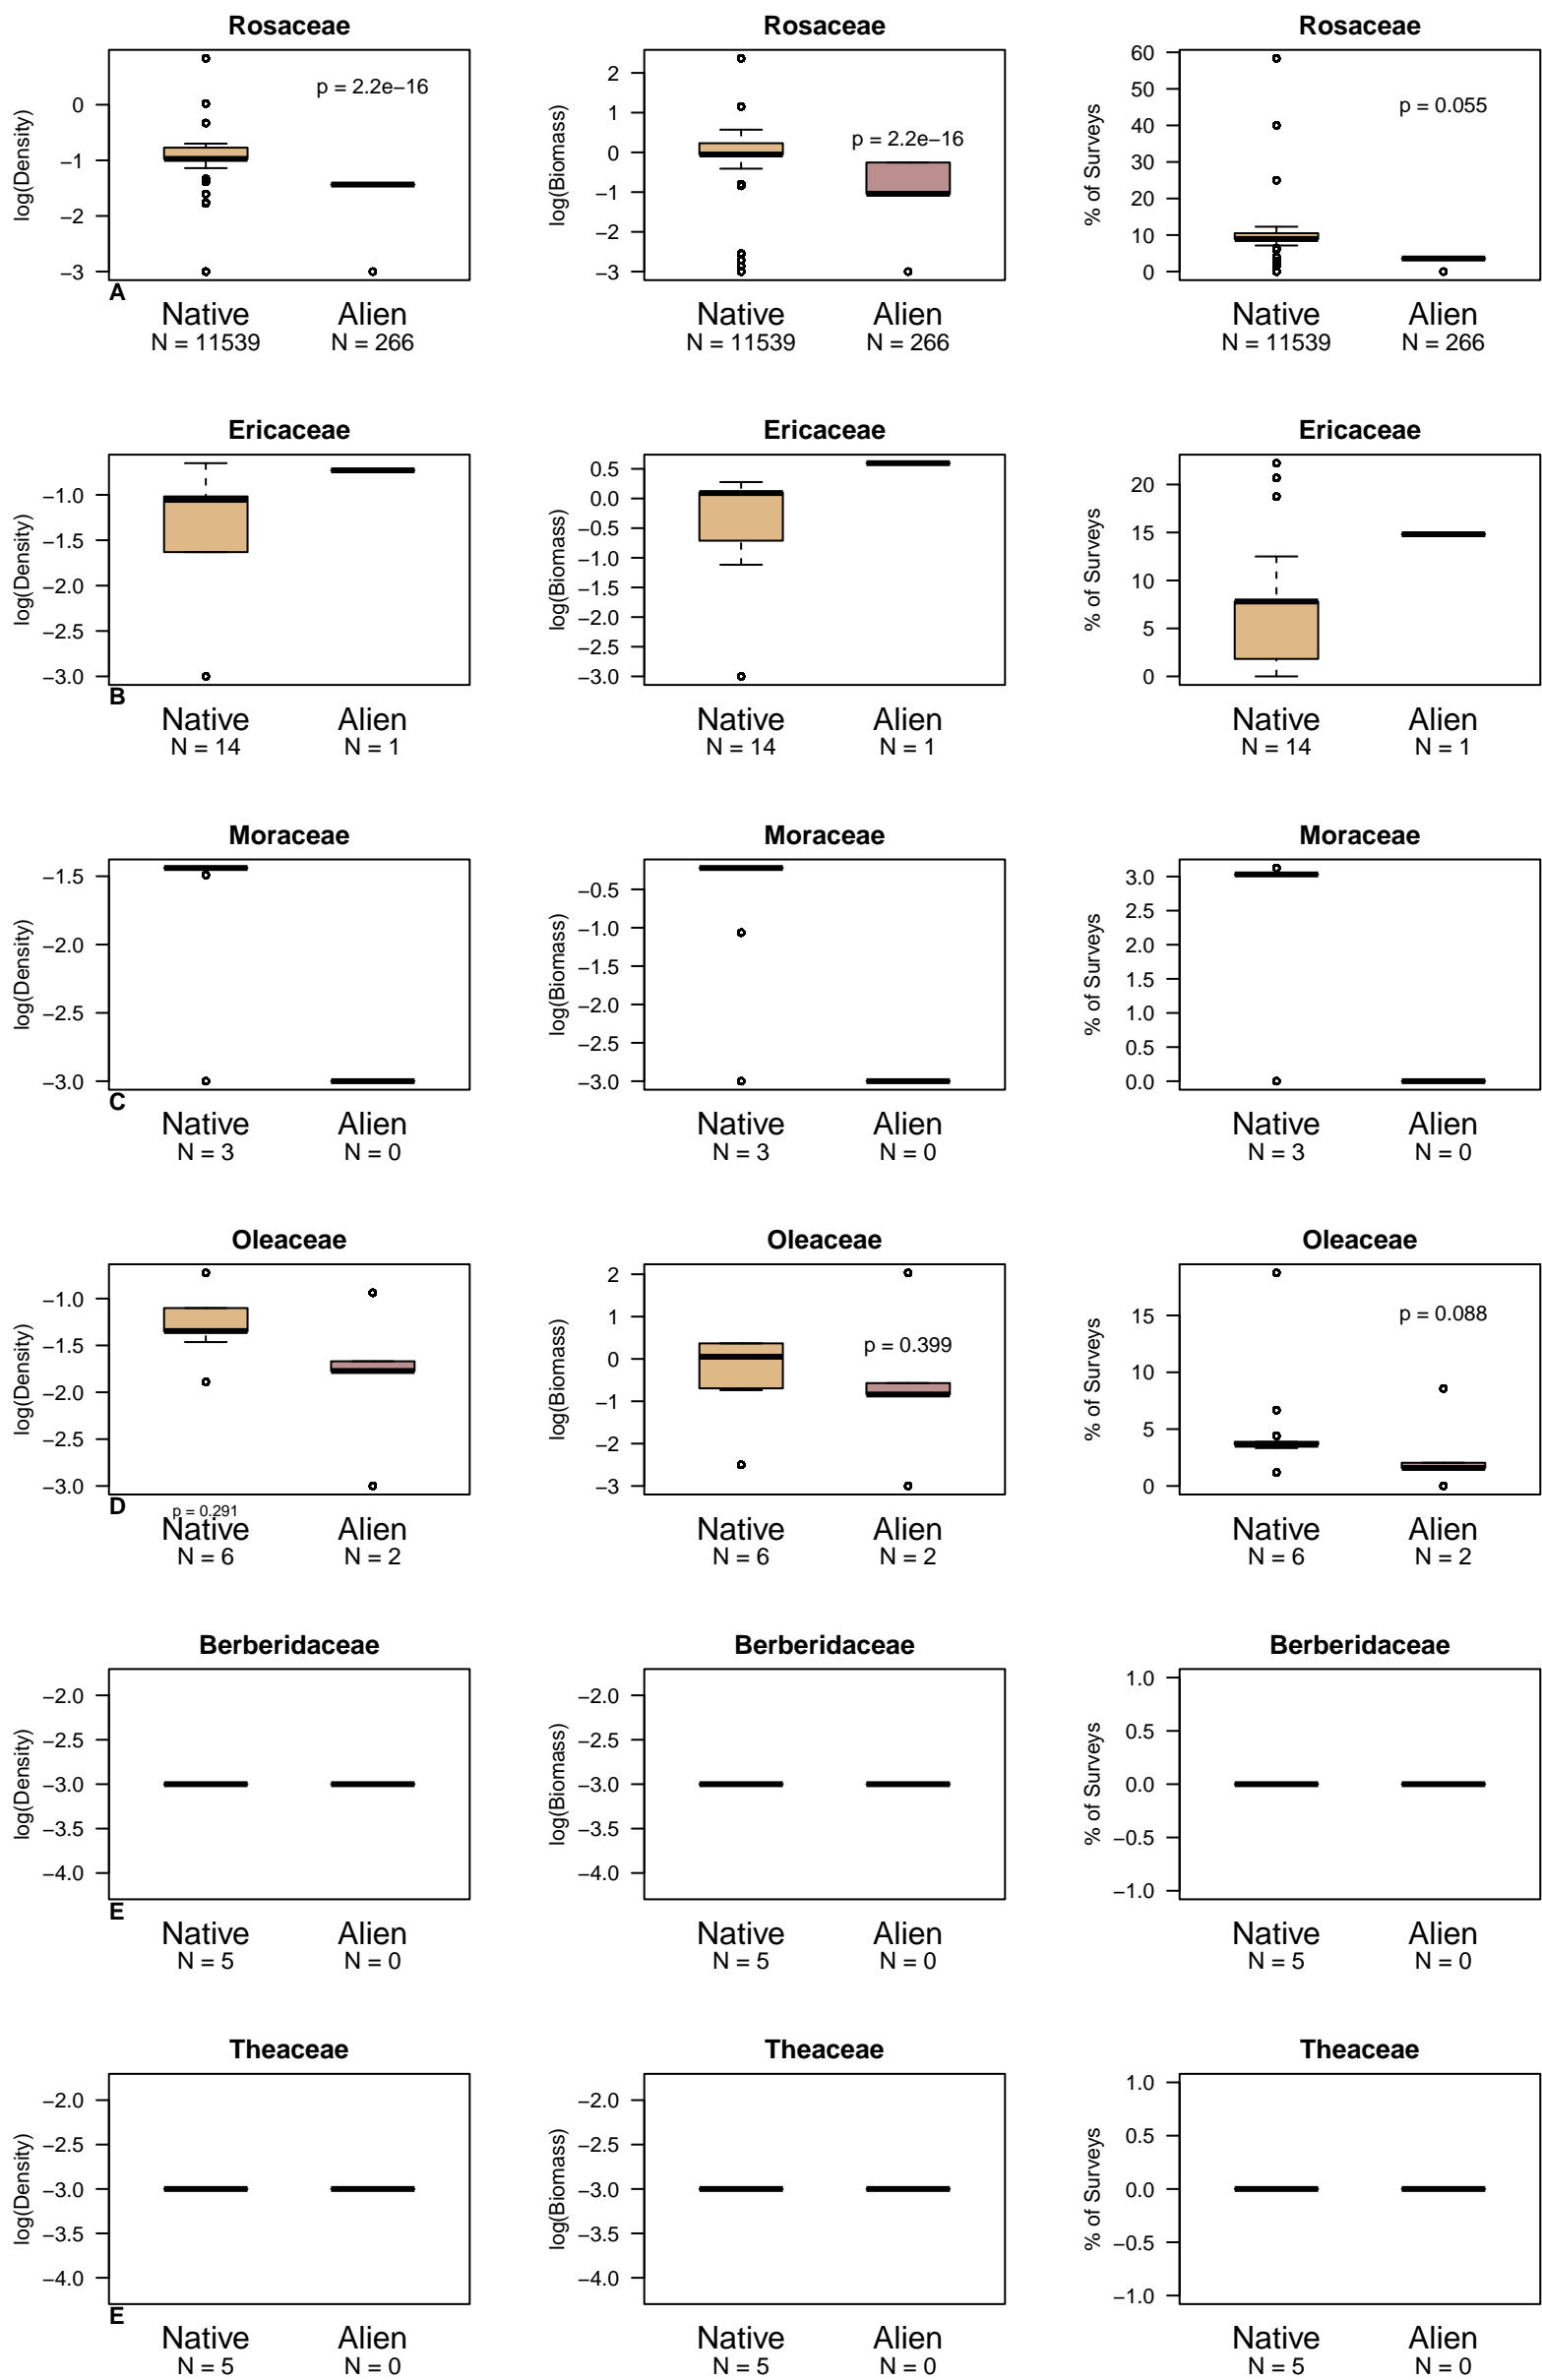 Rosaceae
log(Density)
0
−1
−2
−3
p = 2.2e−16
A
Native
Alien
N = 11539
N = 266
Rosaceae
log(Biomass)
2
1
0
−1
−2
−3
p = 2.2e−16
Native
Alien
N = 11539
N = 266
Rosaceae
% of Surveys
60
50
40
30
20
10
0
p = 0.055
Native
Alien
N = 11539
N = 266
Ericaceae
log(Density)
−1.0
−1.5
−2.0
−2.5
−3.0
B
Native
Alien
N = 14
N = 1
Ericaceae
log(Biomass)
0.5
0.0
−0.5
−1.0
−1.5
−2.0
−2.5
−3.0
Native
Alien
N = 14
N = 1
Ericaceae
% of Surveys
20
15
10
5
0
Native
Alien
N = 14
N = 1
Moraceae
log(Density)
−1.5
−2.0
−2.5
−3.0
C
Native
Alien
N = 3
N = 0
Moraceae
log(Biomass)
−0.5
−1.0
−1.5
−2.0
−2.5
−3.0
Native
Alien
N = 3
N = 0
Moraceae
% of Surveys
3.0
2.5
2.0
1.5
1.0
0.5
0.0
Native
Alien
N = 3
N = 0
Oleaceae
log(Density)
−1.0
−1.5
−2.0
−2.5
−3.0
D
p = 0.291
Native
Alien
N = 6
N = 2
Oleaceae
log(Biomass)
2
1
0
−1
−2
−3
p = 0.399
Native
Alien
N = 6
N = 2
Oleaceae
% of Surveys
15
10
5
0
p = 0.088
Native
Alien
N = 6
N = 2
Berberidaceae
log(Density)
−2.0
−2.5
−3.0
−3.5
−4.0
E
Native
Alien
N = 5
N = 0
Berberidaceae
log(Biomass)
−2.0
−2.5
−3.0
−3.5
−4.0
Native
Alien
N = 5
N = 0
Berberidaceae
% of Surveys
1.0
0.5
0.0
−0.5
−1.0
Native
Alien
N = 5
N = 0
Theaceae
log(Density)
−2.0
−2.5
−3.0
−3.5
−4.0
E
Native
Alien
N = 5
N = 0
Theaceae
log(Biomass)
−2.0
−2.5
−3.0
−3.5
−4.0
Native
Alien
N = 5
N = 0
Theaceae
% of Surveys
1.0
0.5
0.0
−0.5
−1.0
Native
Alien
N = 5
N = 0